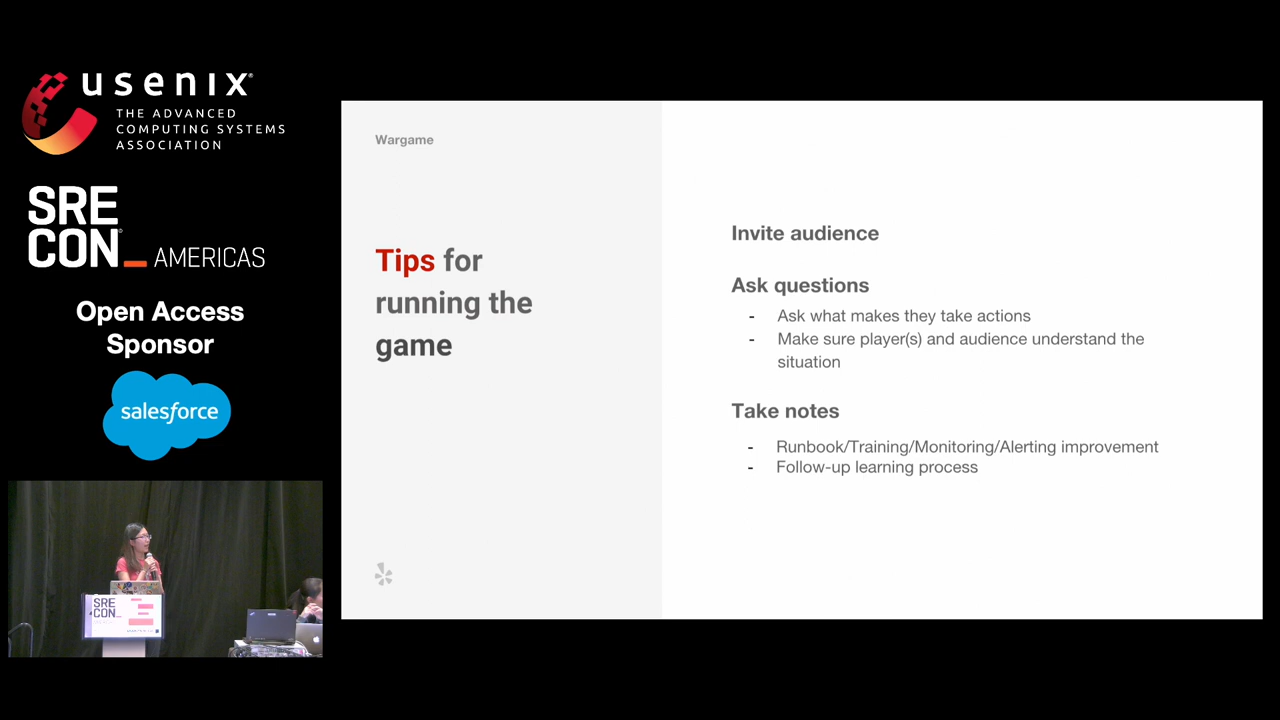 usenix®
THE ADVANCED
COMPUTING SYSTEMS
ASSOCIATION
SRE
CON
AMERICAS
Open Access
Sponsor
salesforce
SRE
CON
Wargame
Tips for
running the
game
Invite audience
Ask questions
- Ask what makes they take actions
- Make sure player(s) and audience understand the
situation
Take notes
- Runbook/Training/Monitoring/Alerting improvement
- Follow-up learning process